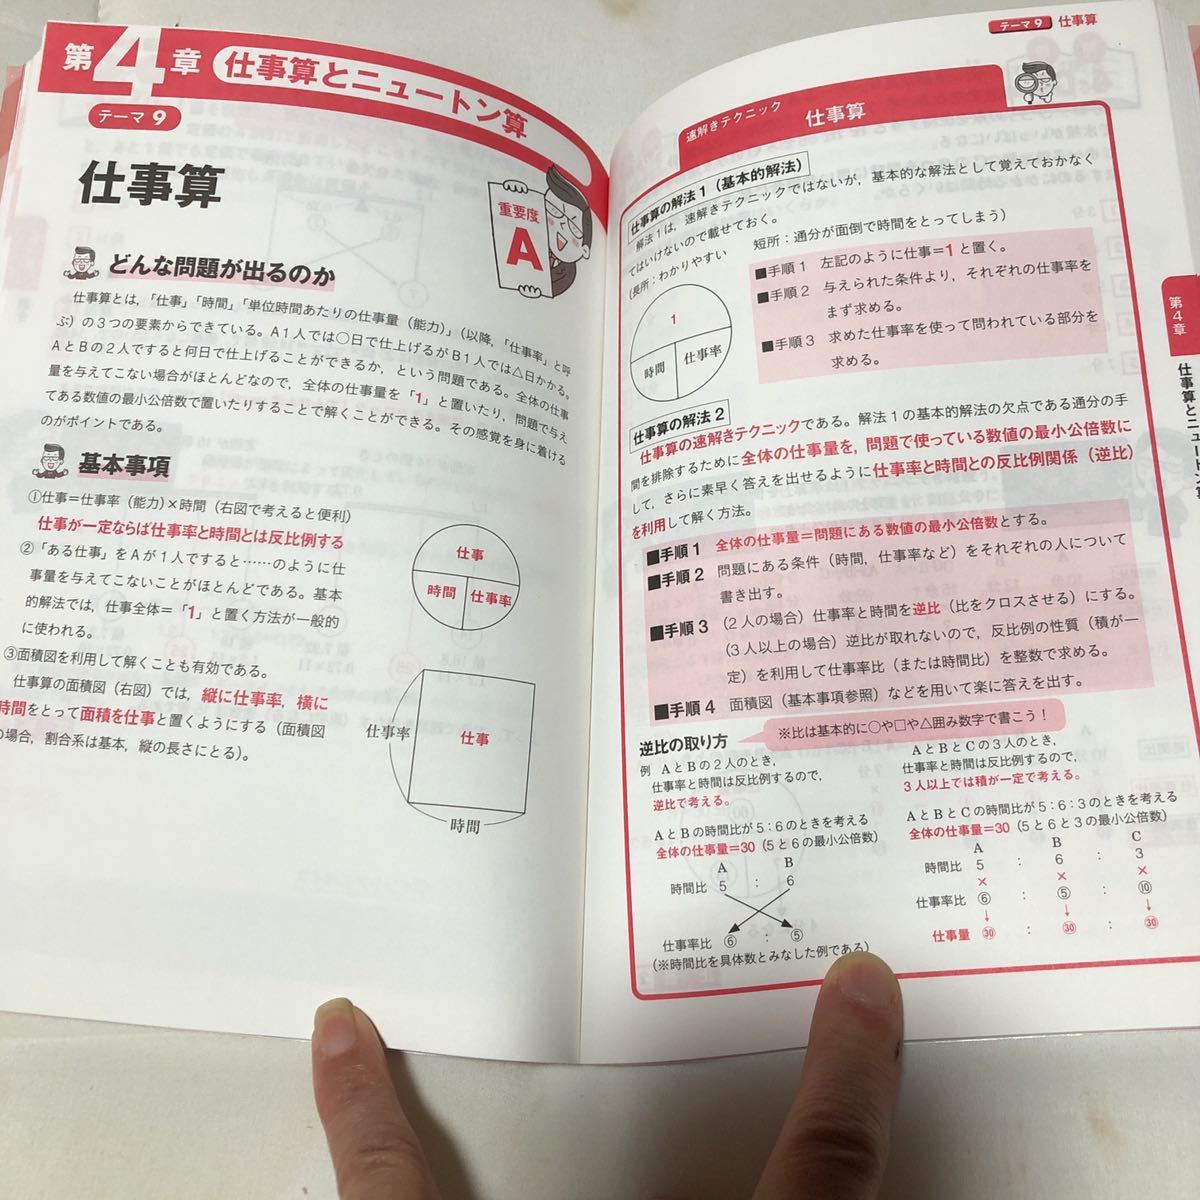 第4章 仕事算とニュートン算
テーマ9
仕事算
重要度
A
どんな問題が出るのか
仕事算とは，「仕事」「時間」「単位時間あたりの仕事量（能力）」（以降，「仕事率」と呼
ぶ）の３つの要素からできている。Ａ１人では○日で仕上げるがＢ１人では△日かかる。
ＡとＢの２人ですると何日で仕上げることができるか，という問題である。全体の仕事
量を与えてこない場合がほとんどなので，全体の仕事量を「1」と置いたり，問題で与え
てある数値の最小公倍数で置いたりすることで解くことができる。その感覚を身に着ける
のがポイントである。
基本事項
①仕事＝仕事率（能力）×時間（右図で考えると便利）
仕事が一定ならば仕事率と時間とは反比例する
②「ある仕事」をＡが１人ですると……のように仕
事量を与えてこないことがほとんどである。基本
的解法では，仕事全体＝「1」と置く方法が一般的
に使われる。
③面積図を利用して解くことも有効である。
仕事算の面積図（右図）では，縦に仕事率，横に
時間をとって面積を仕事と置くようにする（面積図
の場合，割合系は基本，縦の長さにとる）。
仕事
時間
仕事率
仕事率
仕事
時間
テーマ9 仕事算
速解きテクニック
仕事算
仕事算の解法１（基本的解法）
解法１は，速解きテクニックではないが，基本的な解法として覚えておかなく
てはいけないので載せておく。
（長所：わかりやすい　短所：通分が面倒で時間をとってしまう）
1
時間
仕事率
■手順１　左記のように仕事＝1と置く。
■手順２　与えられた条件より，それぞれの仕事率を
まず求める。
■手順３　求めた仕事率を使って問われている部分を
求める。
仕事算の解法２
仕事算の速解きテクニックである。解法１の基本的解法の欠点である通分の手
間を排除するために全体の仕事量を，問題で使っている数値の最小公倍数に
して，さらに素早く答えを出せるように仕事率と時間との反比例関係（逆比）
を利用して解く方法。
■手順１　全体の仕事量＝問題にある数値の最小公倍数とする。
■手順２　問題にある条件（時間，仕事率など）をそれぞれの人について
書き出す。
■手順３　（２人の場合）仕事率と時間を逆比（比をクロスさせる）にする。
（３人以上の場合）逆比が取れないので，反比例の性質（積が一
定）を利用して仕事率比（または時間比）を整数で求める。
■手順４　面積図（基本事項参照）などを用いて楽に答えを出す。
※比は基本的に○や□や△囲み数字で書こう！
逆比の取り方
例　ＡとＢの２人のとき，
仕事率と時間は反比例するので，
逆比で考える。
ＡとＢの時間比が５：６のときを考える
全体の仕事量＝30（５と６の最小公倍数）
A B
時間比 5 : 6
仕事率比 ⑥ : ⑤
（※時間比を具体数とみなした例である）
ＡとＢとＣの３人のとき，
仕事率と時間は反比例するので，
３人以上では積が一定で考える。
ＡとＢとＣの時間比が５：６：３のときを考える
全体の仕事量＝30（５と６と３の最小公倍数）
A B C
時間比 5 : 6 : 3
× × ×
仕事率比 ⑥ : ⑤ : ⑩
↓ ↓ ↓
仕事量 ㉚ : ㉚ : ㉚
第４章